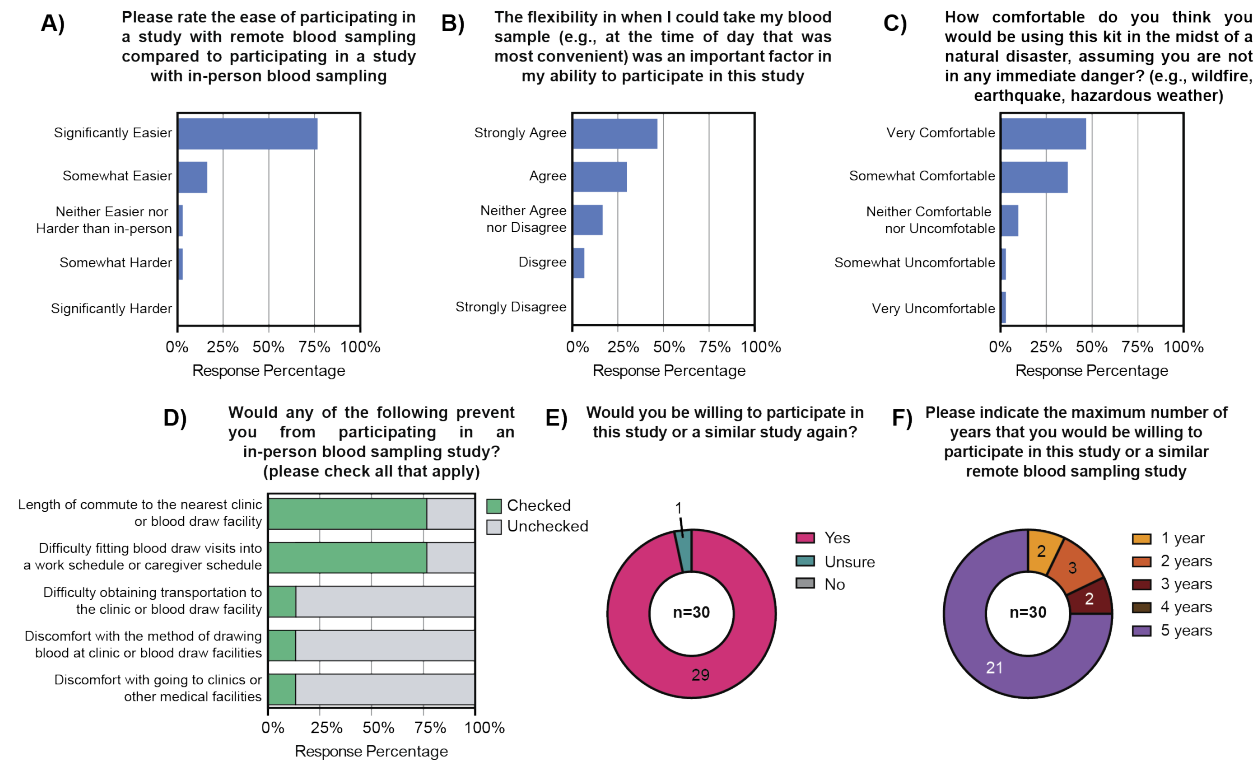 A)
Please rate the ease of participating in
a study with remote blood sampling
compared to participating in a study
with in-person blood sampling
Significantly Easier
Somewhat Easier
Neither Easier nor
Harder than in-person
Somewhat Harder
Significantly Harder
0% 25% 50% 75% 100%
Response Percentage
B)
The flexibility in when I could take my blood
sample (e.g., at the time of day that was
most convenient) was an important factor in
my ability to participate in this study
Strongly Agree
Agree
Neither Agree
nor Disagree
Disgree
Strongly Disagree
0% 25% 50% 75% 100%
Response Percentage
C)
How comfortable do you think you
would be using this kit in the midst of a
natural disaster, assuming you are not
in any immediate danger? (e.g., wildfire,
earthquake, hazardous weather)
Very Comfortable
Somewhat Comfortable
Neither Comfortable
nor Uncomfotable
Somewhat Uncomfortable
Very Uncomfortable
0% 25% 50% 75% 100%
Response Percentage
D)
Would any of the following prevent
you from participating in an
in-person blood sampling study?
(please check all that apply)
Length of commute to the nearest clinic
or blood draw facility
Difficulty fitting blood draw visits into
a work schedule or caregiver schedule
Difficulty obtaining transportation to
the clinic or blood draw facility
Discomfort with the method of drawing
blood at clinic or blood draw facilities
Discomfort with going to clinics or
other medical facilities
0% 25% 50% 75% 100%
Response Percentage
Checked
Unchecked
E)
Would you be willing to participate in
this study or a similar study again?
1
n=30
29
Yes
Unsure
No
F)
Please indicate the maximum number of
years that you would be willing to
participate in this study or a similar
remote blood sampling study
2
3
2
n=30
21
1 year
2 years
3 years
4 years
5 years